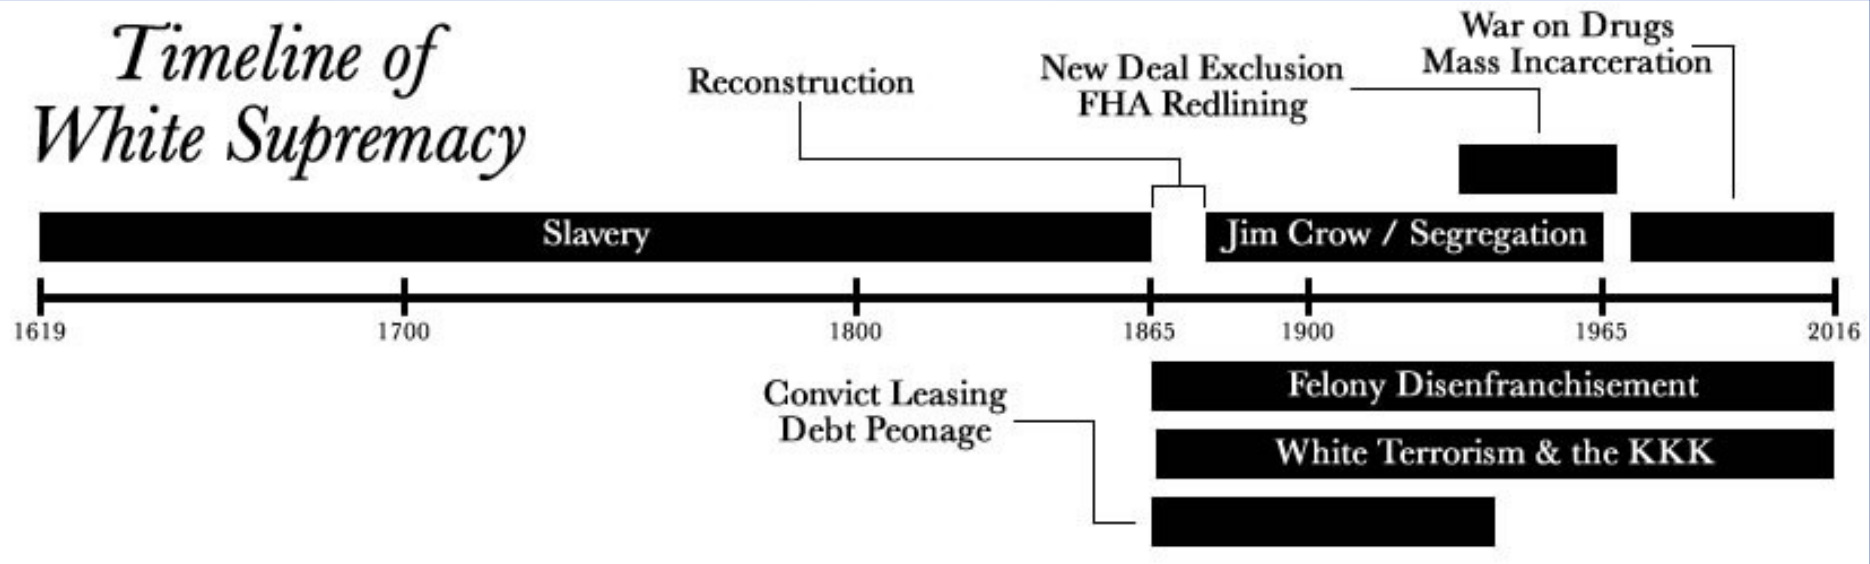 Timeline of
White Supremacy
Reconstruction
New Deal Exclusion
FHA Redlining
War on Drugs
Mass Incarceration
Slavery
Jim Crow / Segregation
1619
1700
1800
1865
1900
1965
2016
Convict Leasing
Debt Peonage
Felony Disenfranchisement
White Terrorism & the KKK